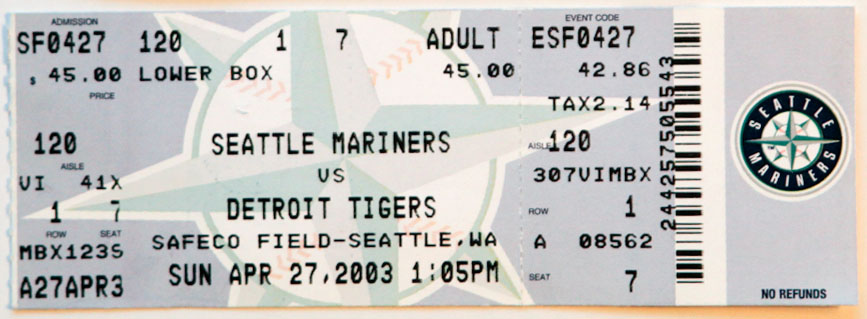 ADMISSION
SF0427 120 1 7 ADULT
$ 45.00 LOWER BOX 45.00
PRICE
120 SEATTLE MARINERS
AISLE
VI 41X VS
1 7 DETROIT TIGERS
ROW SEAT
MBX123S SAFECO FIELD-SEATTLE,WA
A27APR3 SUN APR 27,2003 1:05PM
EVENT CODE
ESF0427
42.86
TAX2.14
AISLE 120
307VIMBX
ROW 1
A 08562
SEAT 7
244257505543
SEATTLE
MARINERS
NO REFUNDS